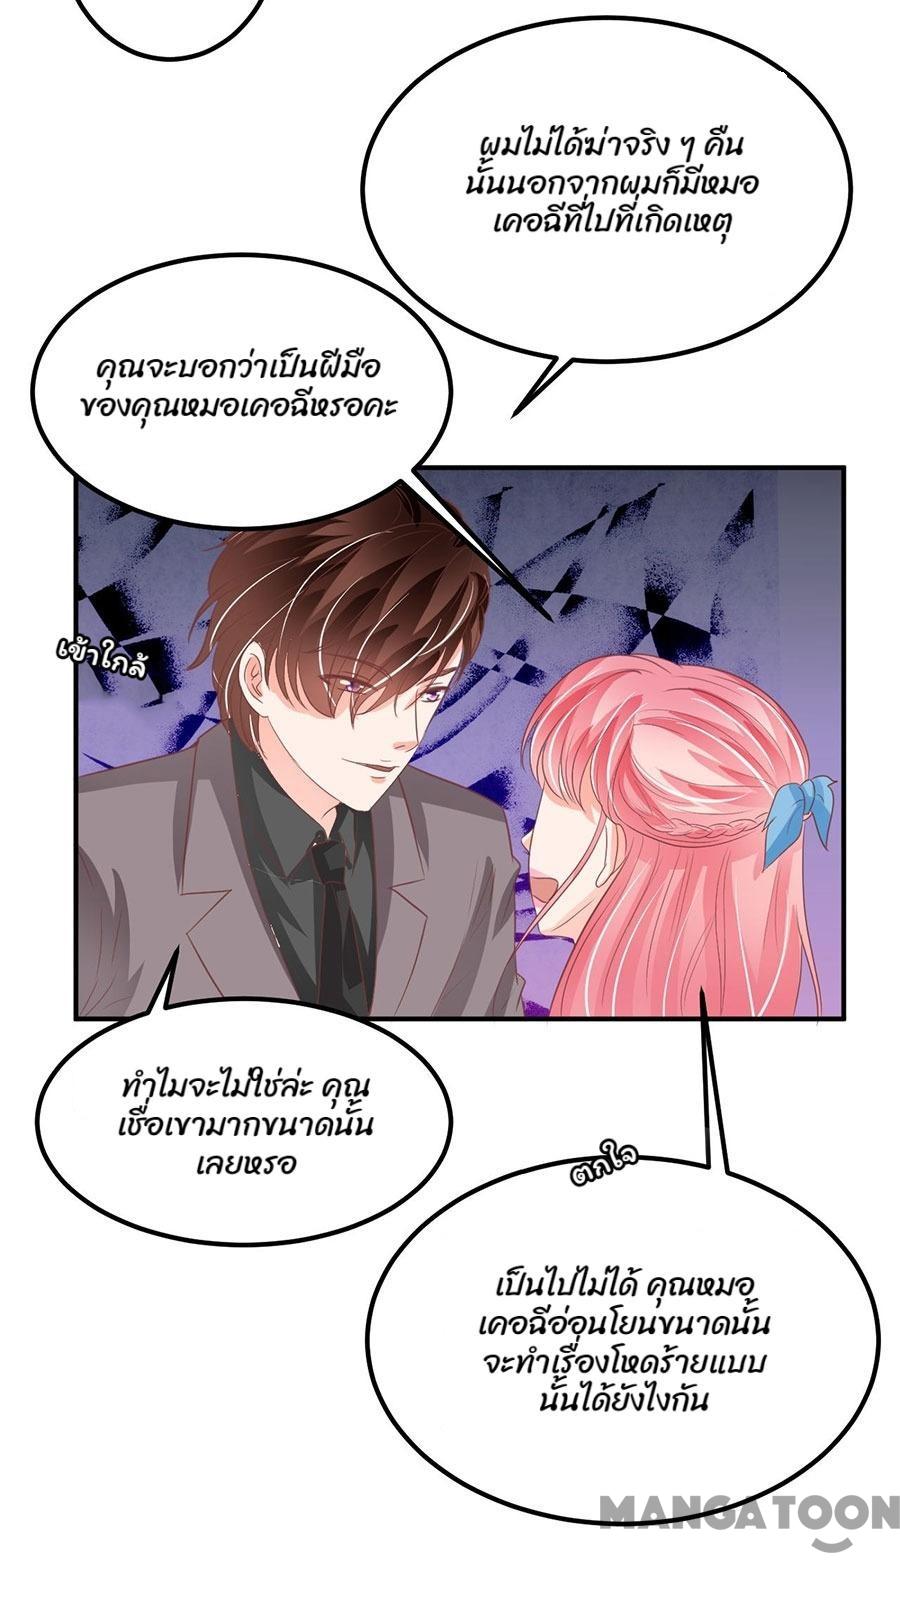 ผมไม่ได้ฆ่าจริง ๆ คืน
นั้นนอกจากผมก็มีหมอ
เคอฉีที่ไปที่เกิดเหตุ
คุณจะบอกว่าเป็นฝีมือ
ของคุณหมอเคอฉีหรอคะ
เข้าใกล้
ทำไมจะไม่ใช่ล่ะ คุณ
เชื่อเขามากขนาดนั้น
เลยหรอ
ตกใจ
เป็นไปไม่ได้ คุณหมอ
เคอฉีอ่อนโยนขนาดนั้น
จะทำเรื่องโหดร้ายแบบ
นั้นได้ยังไงกัน
MANGATOON